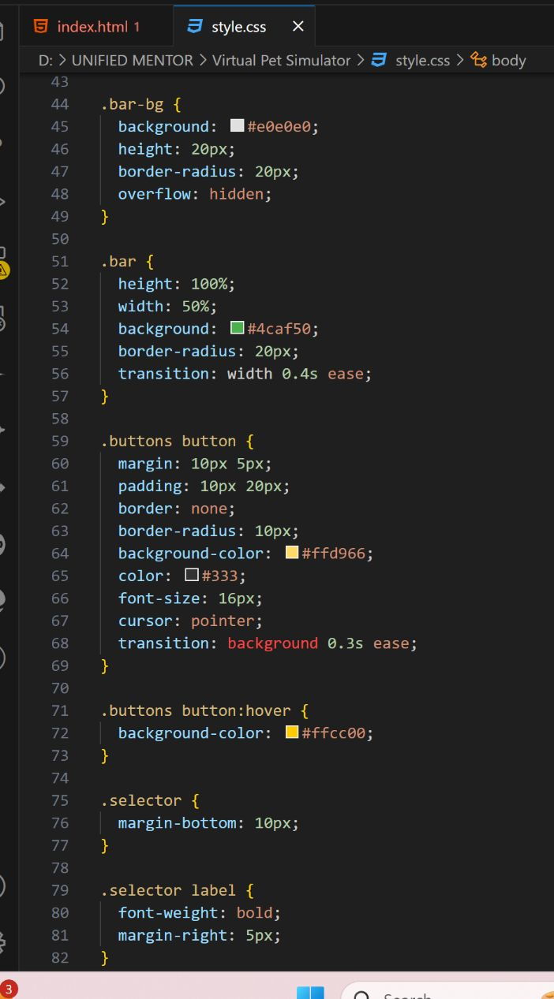 index.html 1
style.css
D: > UNIFIED MENTOR > Virtual Pet Simulator > style.css > body
43
44 .bar-bg {
45 background: #e0e0e0;
46 height: 20px;
47 border-radius: 20px;
48 overflow: hidden;
49 }
50
51 .bar {
52 height: 100%;
53 width: 50%;
54 background: #4caf50;
55 border-radius: 20px;
56 transition: width 0.4s ease;
57 }
58
59 .buttons button {
60 margin: 10px 5px;
61 padding: 10px 20px;
62 border: none;
63 border-radius: 10px;
64 background-color: #ffd966;
65 color: #333;
66 font-size: 16px;
67 cursor: pointer;
68 transition: background 0.3s ease;
69 }
70
71 .buttons button:hover {
72 background-color: #ffcc00;
73 }
74
75 .selector {
76 margin-bottom: 10px;
77 }
78
79 .selector label {
80 font-weight: bold;
81 margin-right: 5px;
82 }
3
Search